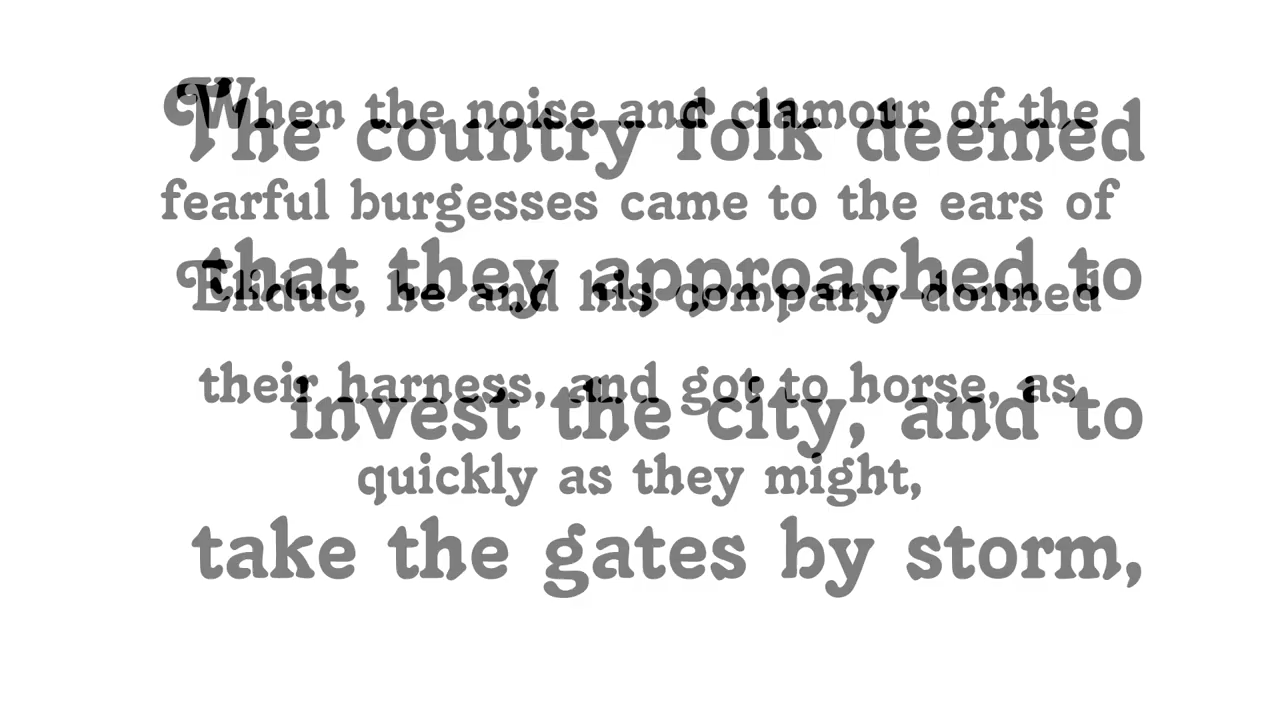 When the noise and clamour of the
fearful burgesses came to the ears of
Eliduc, he and his company donned
their harness, and got to horse, as
quickly as they might,
The country folk deemed
that they approached to
invest the city, and to
take the gates by storm,